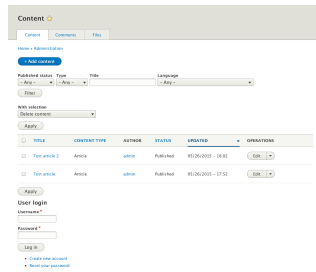 Content
Content Comments Files
Home » Administration
+ Add content
Published status Type Title Language
- Any - - Any - - Any -
Filter
With selection
Delete content
Apply
TITLE CONTENT TYPE AUTHOR STATUS UPDATED OPERATIONS
Test article 2 Article admin Published 05/26/2015 - 18:02 Edit
Test article Article admin Published 05/26/2015 - 17:52 Edit
Apply
User login
Username *
Password *
Log in
Create new account
Reset your password